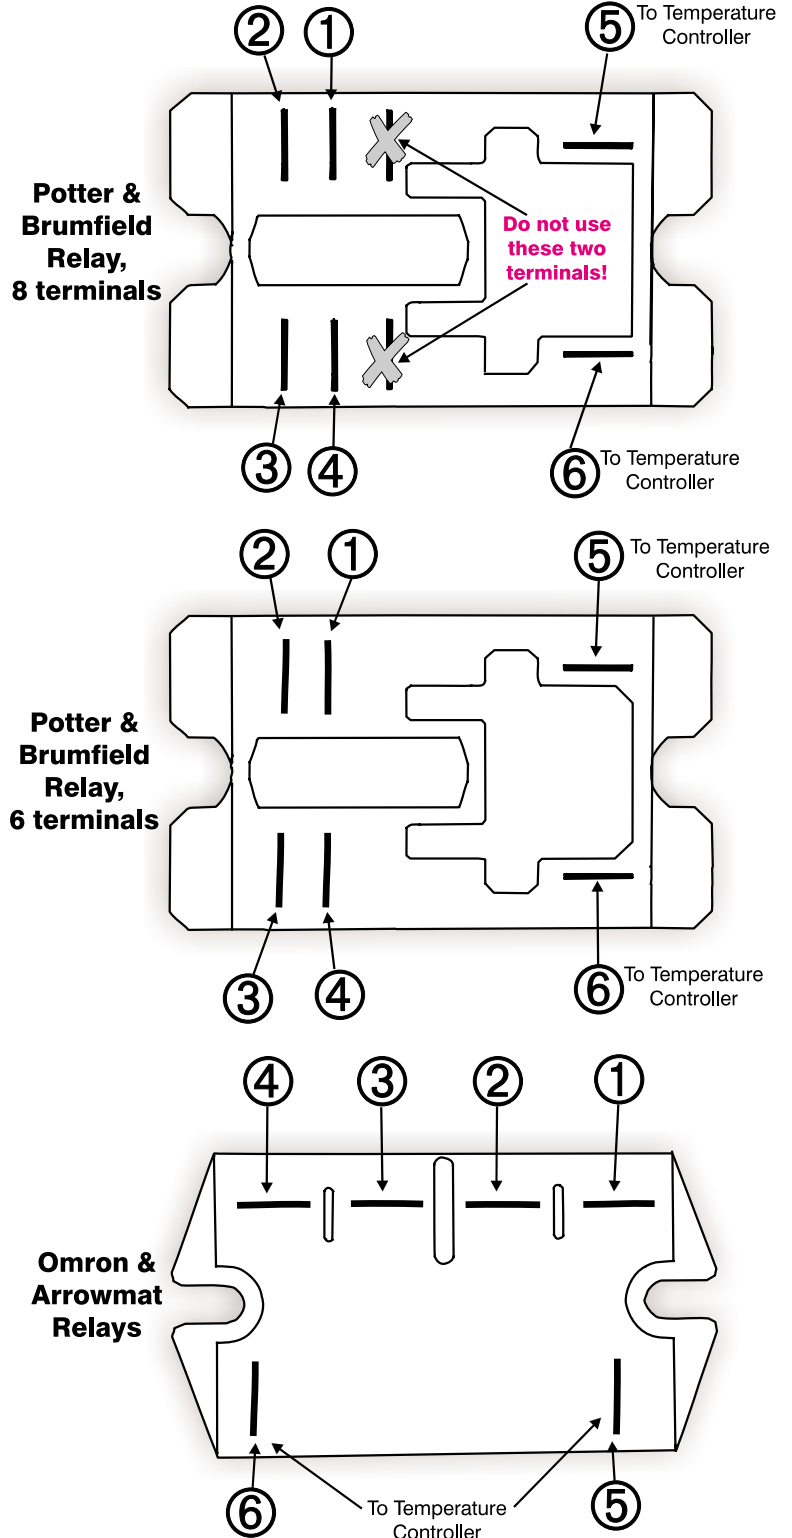 ② ① ⑤ To Temperature
Controller
Potter &
Brumfield
Relay,
8 terminals
Do not use
these two
terminals!
③ ④ ⑥ To Temperature
Controller
② ① ⑤ To Temperature
Controller
Potter &
Brumfield
Relay,
6 terminals
③ ④ ⑥ To Temperature
Controller
④ ③ ② ①
Omron &
Arrowmat
Relays
⑥ To Temperature ⑤
Controller